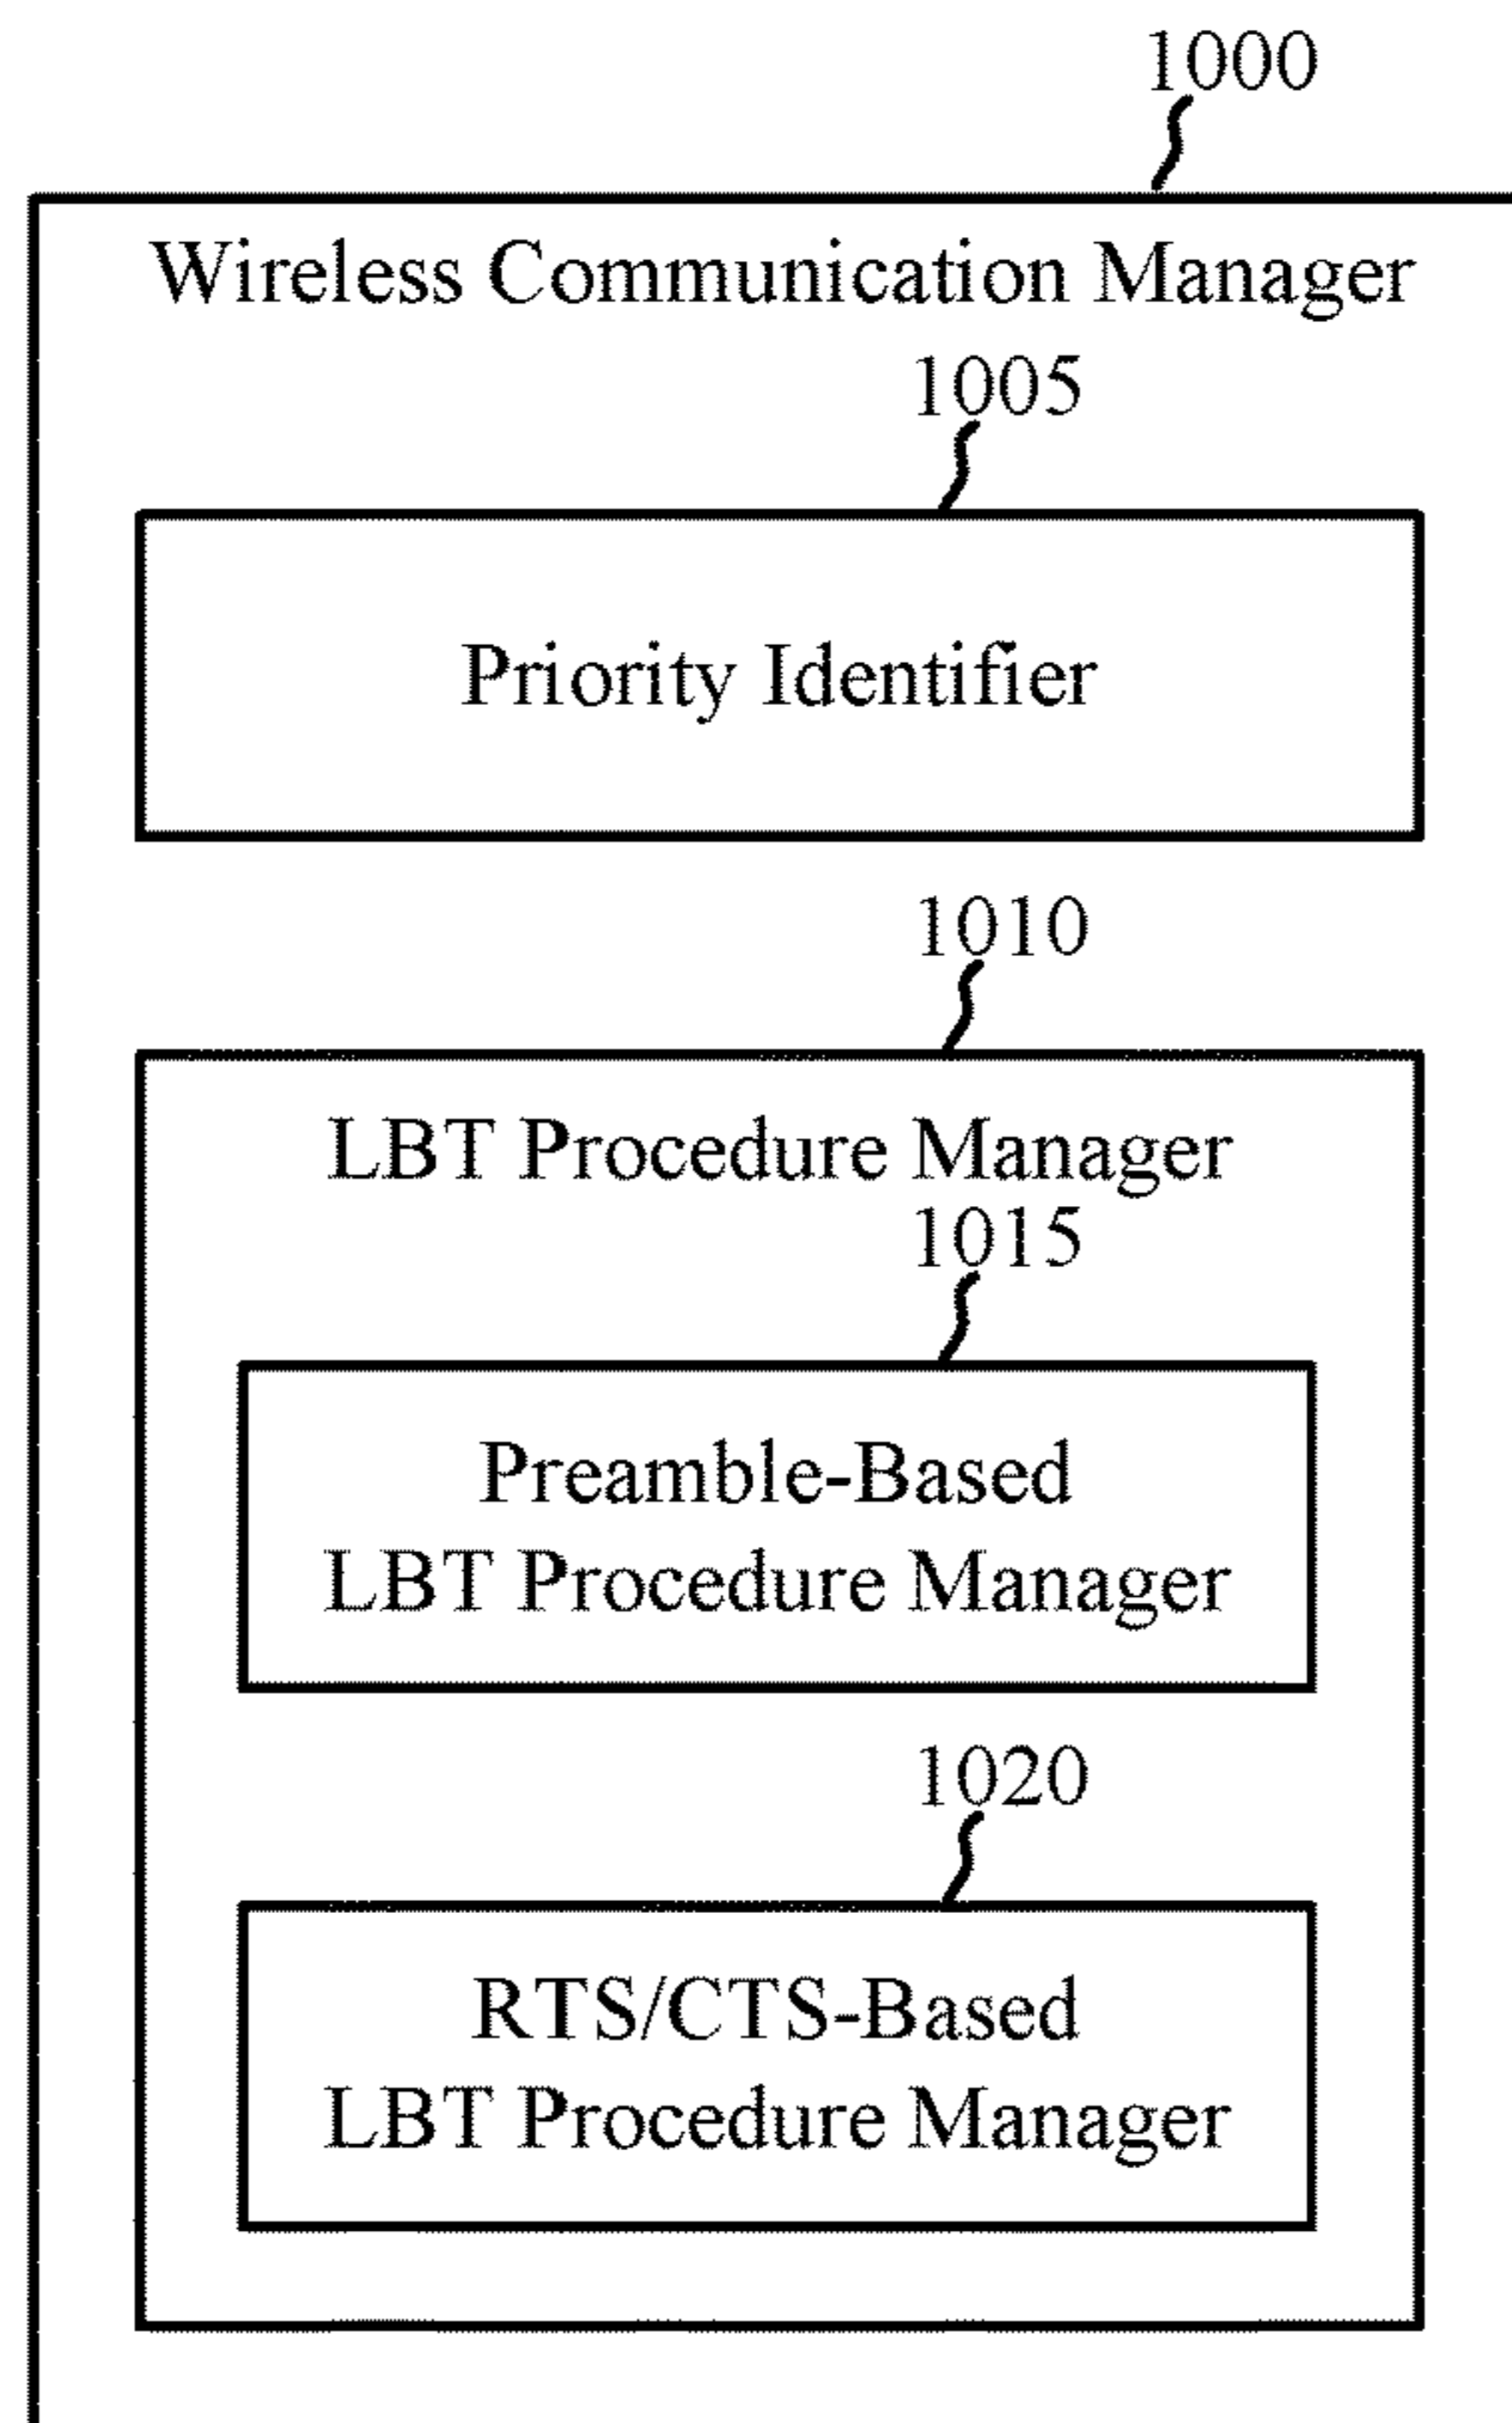 1000
Wireless Communication Manager
1005
Priority Identifier
1010
LBT Procedure Manager
1015
Preamble-Based
LBT Procedure Manager
1020
RTS/CTS-Based
LBT Procedure Manager